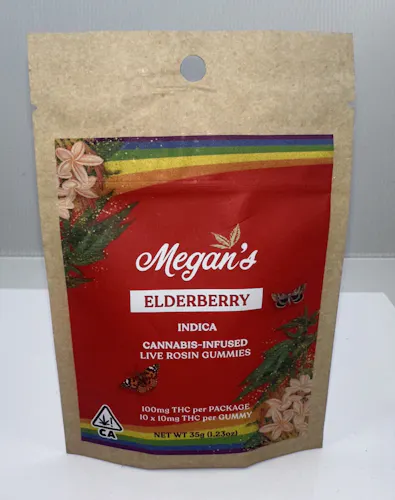 Megan's
ELDERBERRY
INDICA
CANNABIS-INFUSED
LIVE ROSIN GUMMIES
100mg THC per PACKAGE
10 x 10mg THC per GUMMY
CA
NET WT 35g (1.23oz)